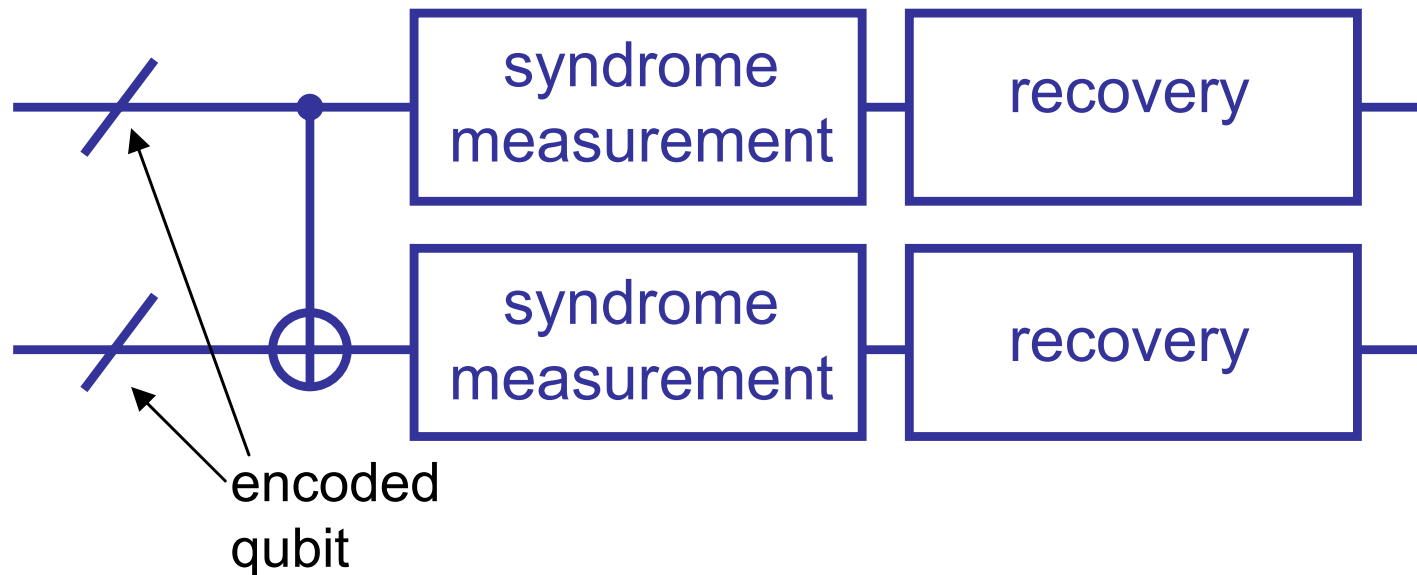 syndrome
measurement
recovery
syndrome
measurement
recovery
encoded
qubit